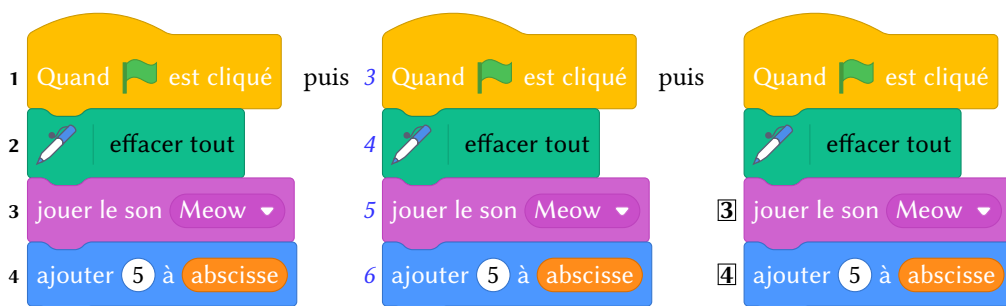 1 Quand est cliqué puis 3 Quand est cliqué puis Quand est cliqué
2 effacer tout 4 effacer tout effacer tout
3 jouer le son Meow 5 jouer le son Meow 3 jouer le son Meow
4 ajouter 5 à abscisse 6 ajouter 5 à abscisse 4 ajouter 5 à abscisse